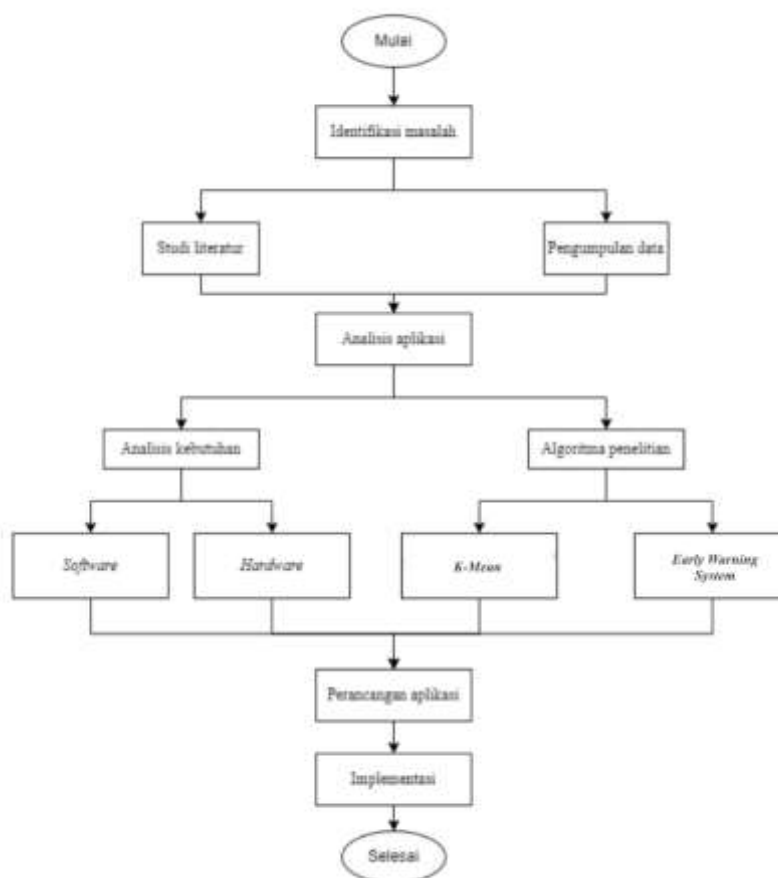 Mulai
Identifikasi masalah
Studi literatur
Pengumpulan data
Analisis aplikasi
Analisis kebutuhan
Algoritma penelitian
Software
Hardware
K-Mean
Early Warning
System
Perancangan aplikasi
Implementasi
Selesai